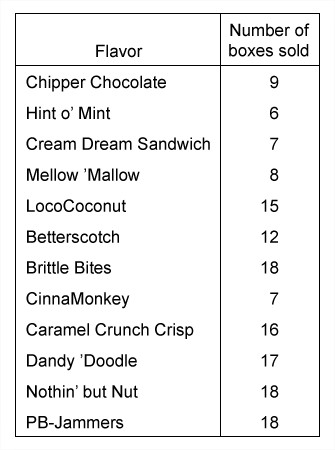 Flavor Number of
boxes sold
Chipper Chocolate 9
Hint o’ Mint 6
Cream Dream Sandwich 7
Mellow ’Mallow 8
LocoCoconut 15
Betterscotch 12
Brittle Bites 18
CinnaMonkey 7
Caramel Crunch Crisp 16
Dandy ’Doodle 17
Nothin’ but Nut 18
PB-Jammers 18